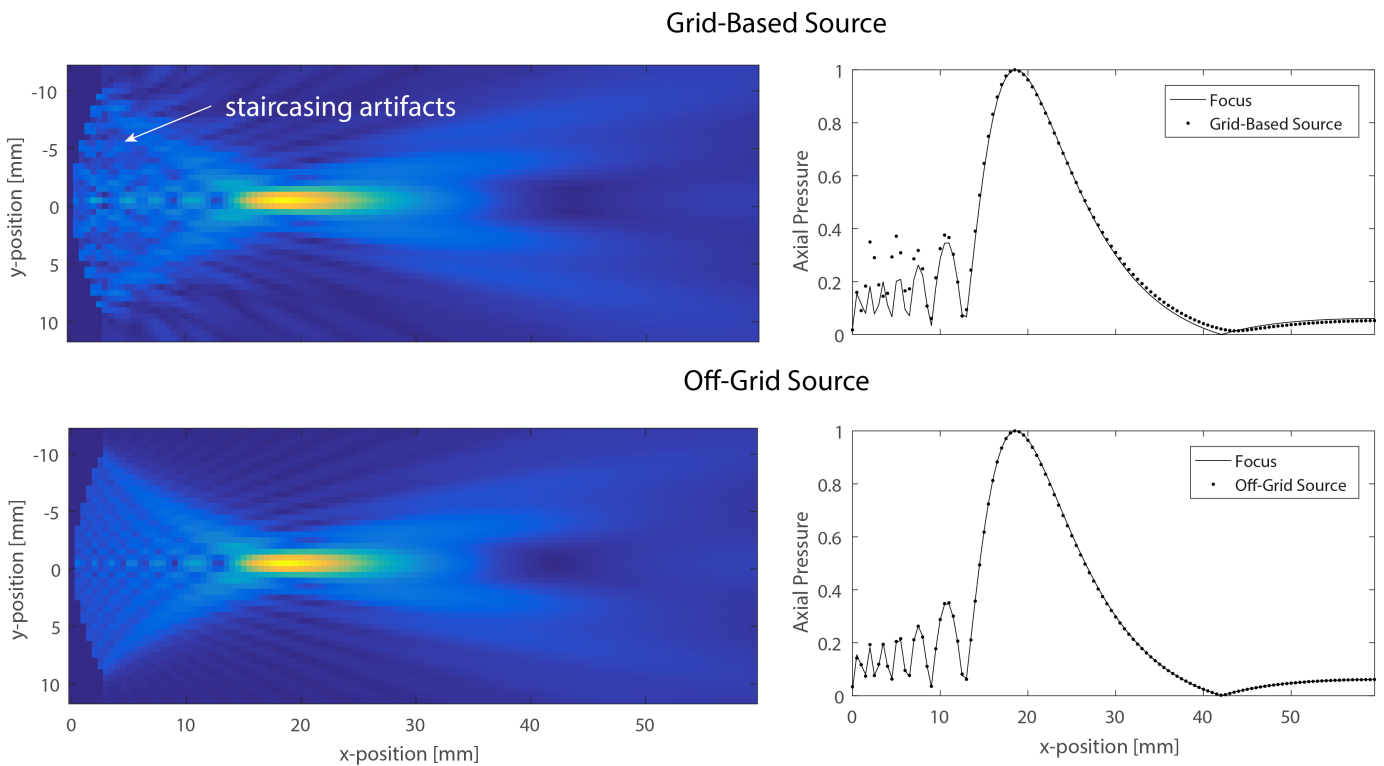 Grid-Based Source
staircasing artifacts
y-position [mm]
-10
-5
0
5
10
Axial Pressure
1
0.8
0.6
0.4
0.2
0
Focus
Grid-Based Source
Off-Grid Source
y-position [mm]
-10
-5
0
5
10
0 10 20 30 40 50
x-position [mm]
Axial Pressure
1
0.8
0.6
0.4
0.2
0
Focus
Off-Grid Source
0 10 20 30 40 50
x-position [mm]